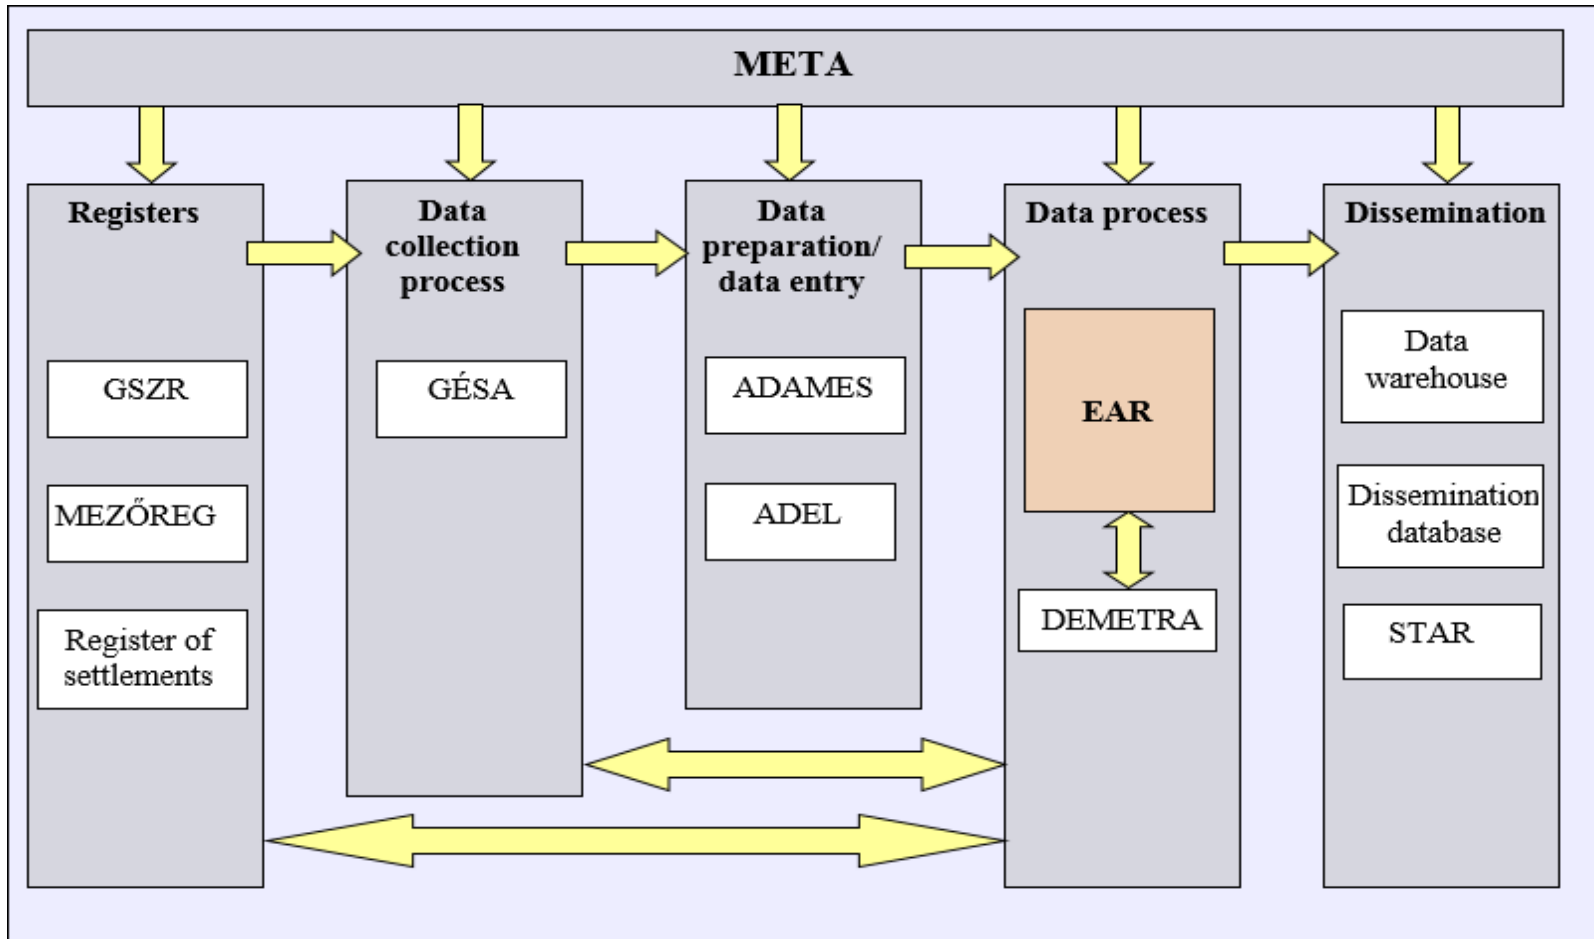 META
Registers
GSZR
MEZŐREG
Register of
settlements
Data
collection
process
GÉSA
Data
preparation/
data entry
ADAMES
ADEL
Data process
EAR
DEMETRA
Dissemination
Data
warehouse
Dissemination
database
STAR